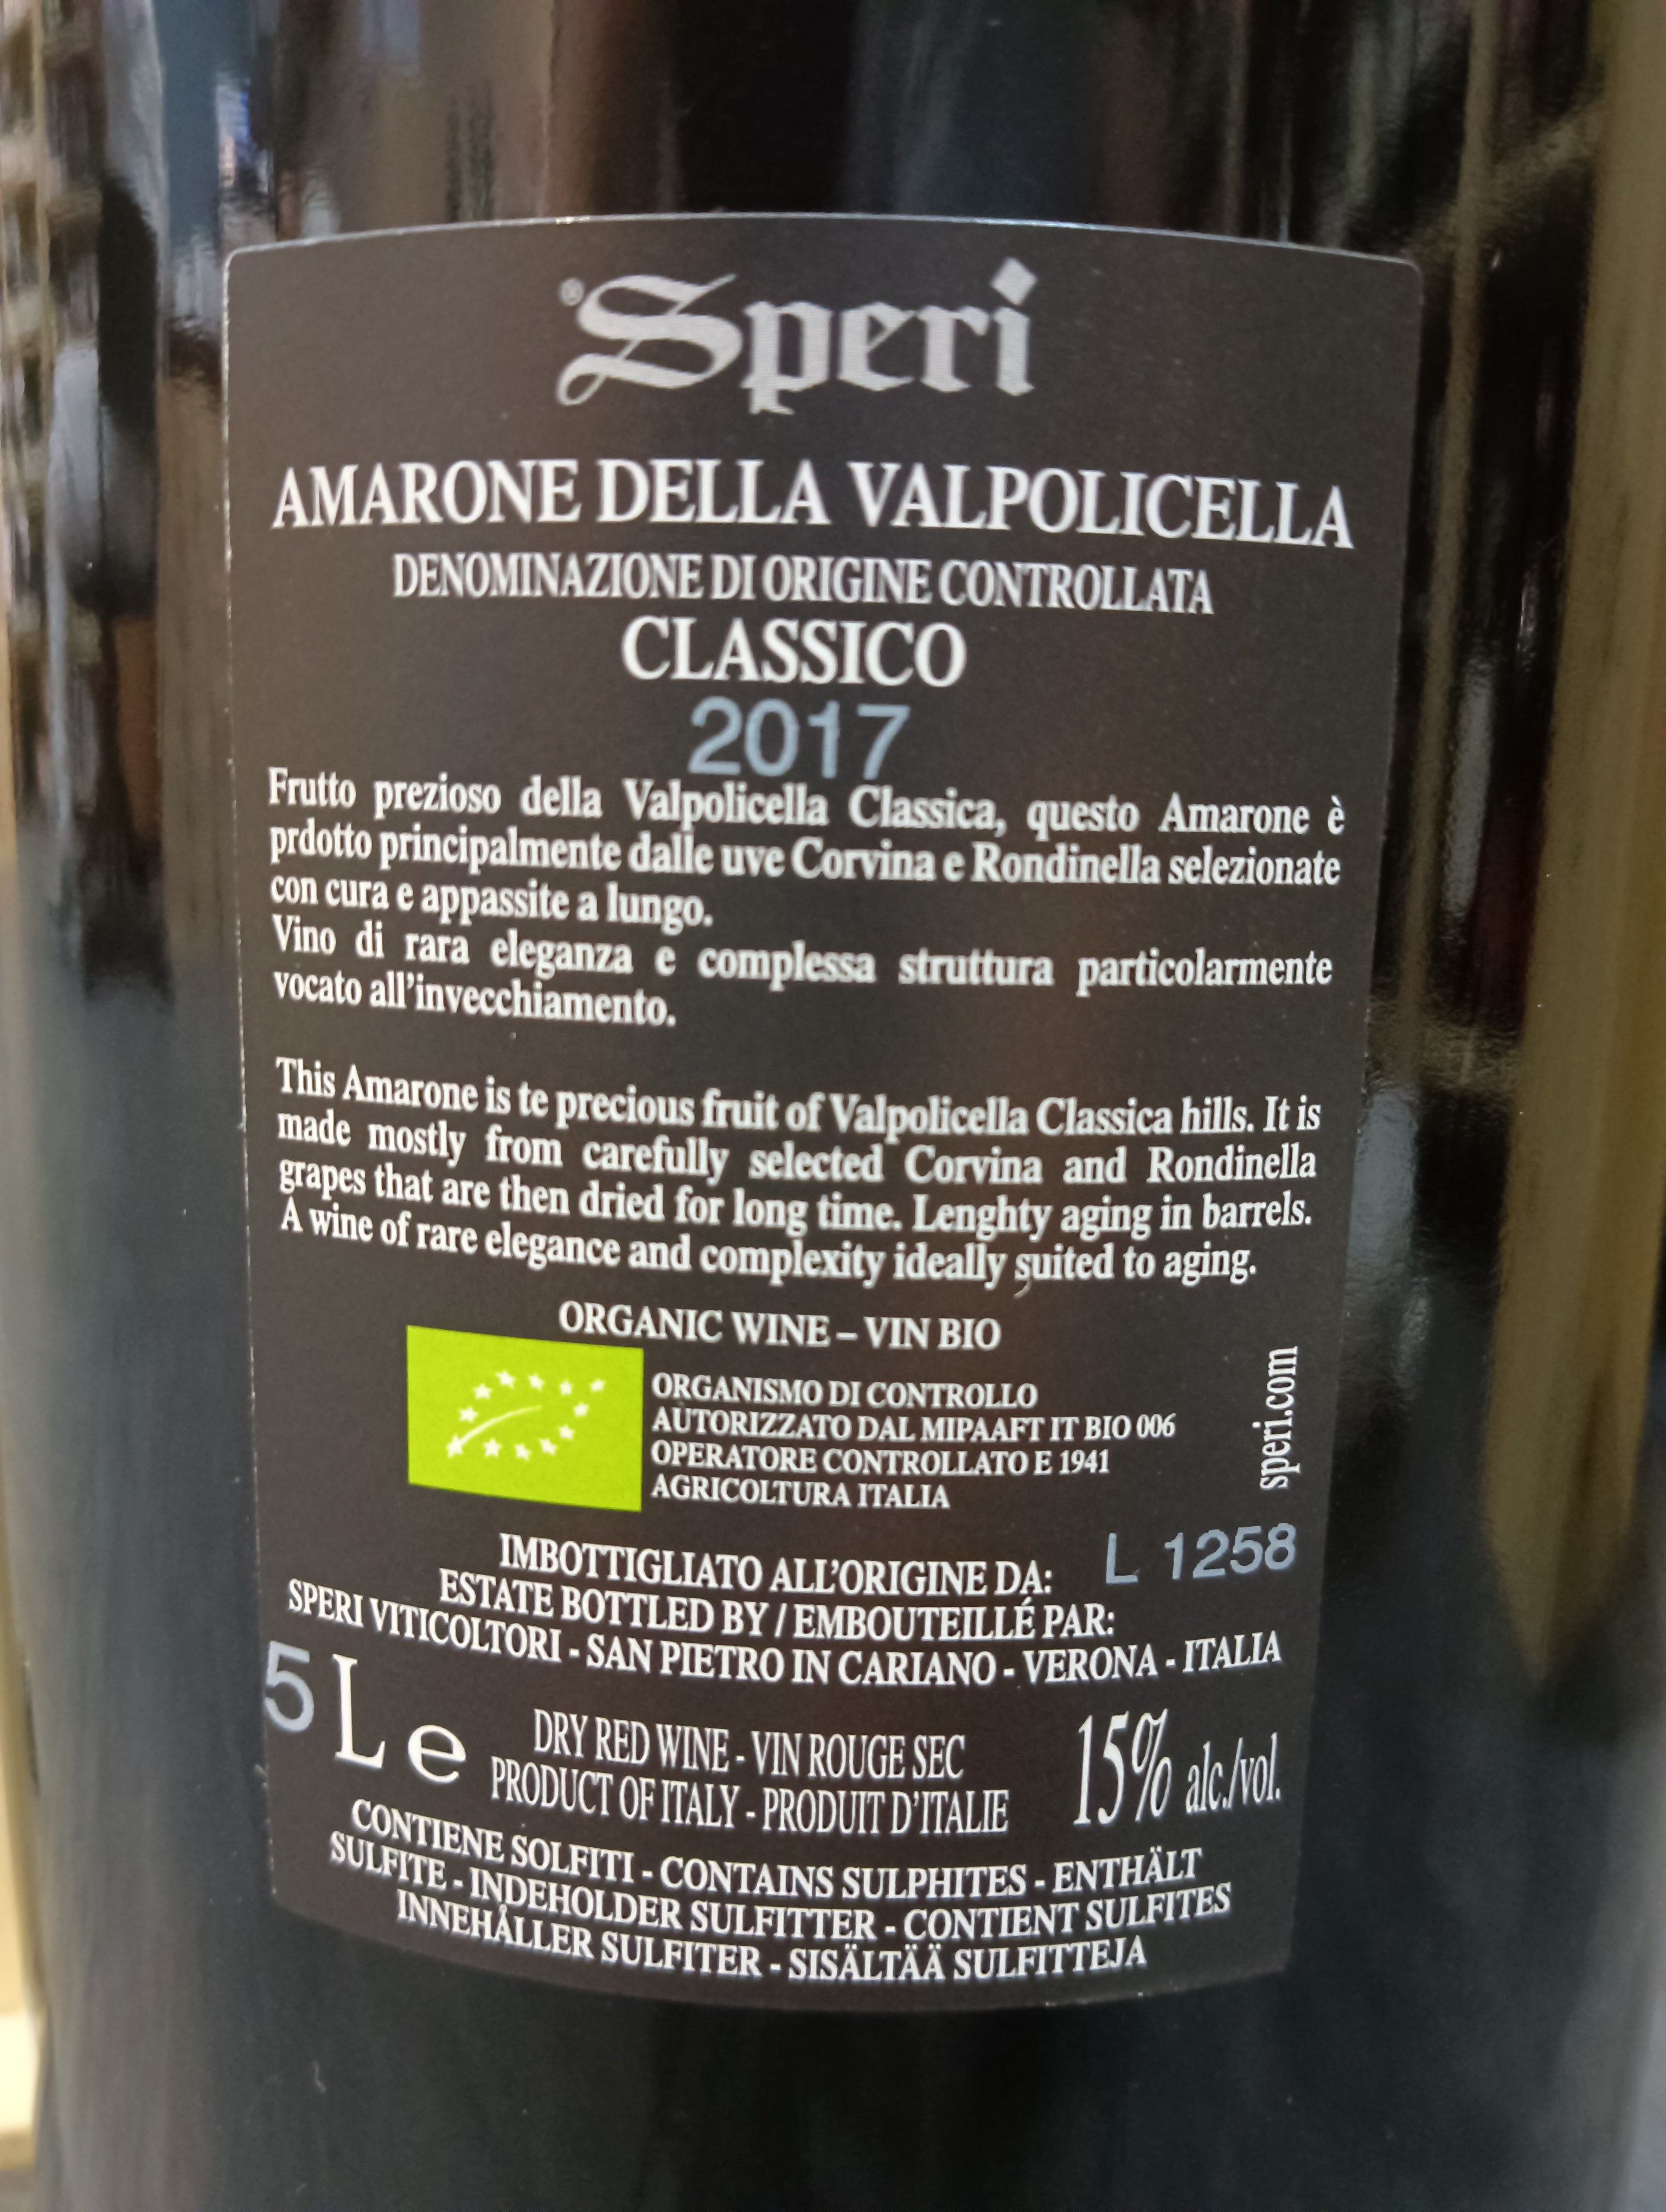 ® Speri
AMARONE DELLA VALPOLICELLA
DENOMINAZIONE DI ORIGINE CONTROLLATA
CLASSICO
2017
Frutto prezioso della Valpolicella Classica, questo Amarone è
prdotto principalmente dalle uve Corvina e Rondinella selezionate
con cura e appassite a lungo.
Vino di rara eleganza e complessa struttura particolarmente
vocato all'invecchiamento.
This Amarone is te precious fruit of Valpolicella Classica hills. It is
made mostly from carefully selected Corvina and Rondinella
grapes that are then dried for long time. Lenghty aging in barrels.
A wine of rare elegance and complexity ideally suited to aging.
ORGANIC WINE – VIN BIO
ORGANISMO DI CONTROLLO
AUTORIZZATO DAL MIPAAFT IT BIO 006
OPERATORE CONTROLLATO E 1941
AGRICOLTURA ITALIA
speri.com
IMBOTTIGLIATO ALL'ORIGINE DA: L 1258
ESTATE BOTTLED BY / EMBOUTEILLÉ PAR:
SPERI VITICOLTORI - SAN PIETRO IN CARIANO - VERONA - ITALIA
5 L e
DRY RED WINE - VIN ROUGE SEC
PRODUCT OF ITALY - PRODUIT D'ITALIE
15% alc./vol.
CONTIENE SOLFITI - CONTAINS SULPHITES - ENTHÄLT
SULFITE - INDEHOLDER SULFITTER - CONTIENT SULFITES
INNEHÅLLER SULFITER - SISÄLTÄÄ SULFITTEJA